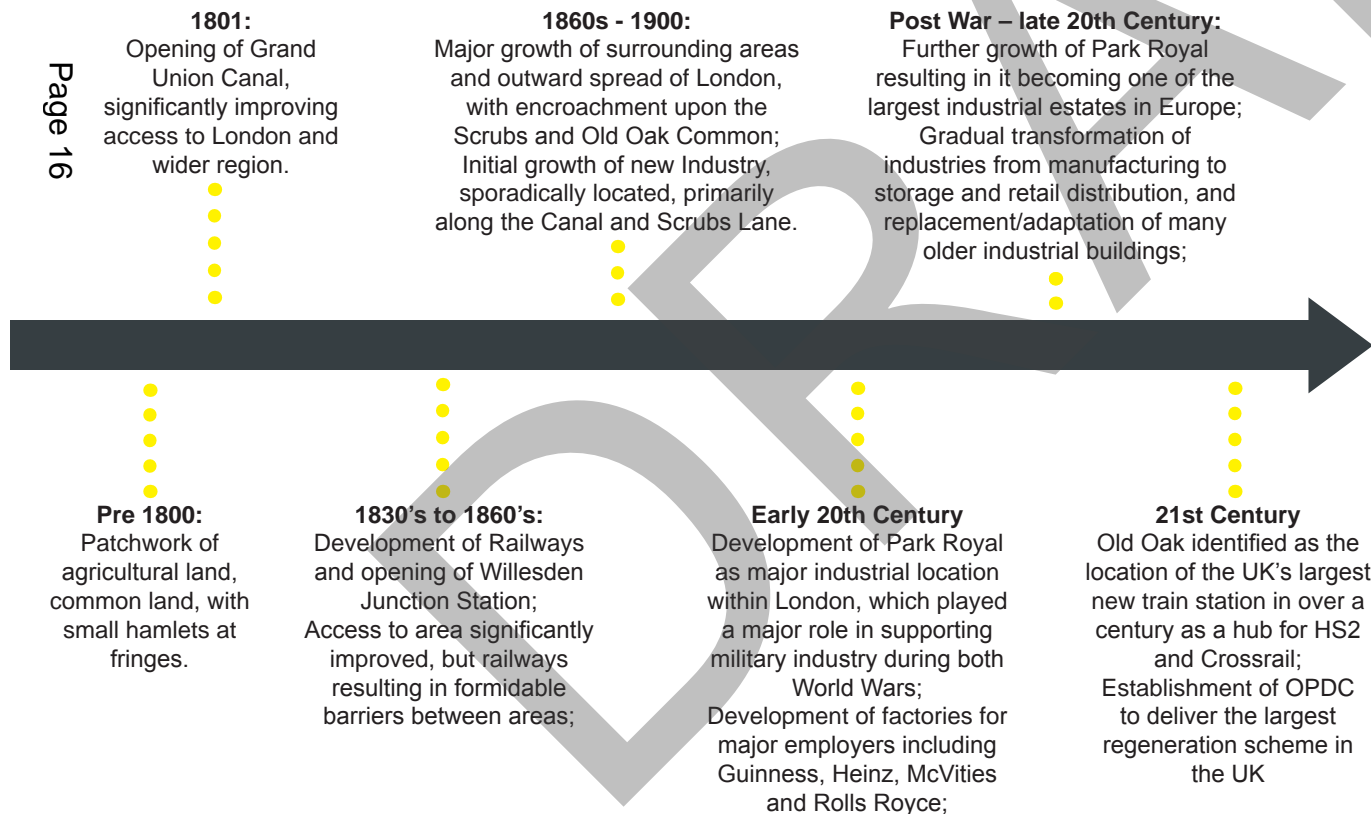 Page 16
1801:
Opening of Grand
Union Canal,
significantly improving
access to London and
wider region.
1860s - 1900:
Major growth of surrounding areas
and outward spread of London,
with encroachment upon the
Scrubs and Old Oak Common;
Initial growth of new Industry,
sporadically located, primarily
along the Canal and Scrubs Lane.
Post War – late 20th Century:
Further growth of Park Royal
resulting in it becoming one of the
largest industrial estates in Europe;
Gradual transformation of
industries from manufacturing to
storage and retail distribution, and
replacement/adaptation of many
older industrial buildings;
Pre 1800:
Patchwork of
agricultural land,
common land, with
small hamlets at
fringes.
1830’s to 1860’s:
Development of Railways
and opening of Willesden
Junction Station;
Access to area significantly
improved, but railways
resulting in formidable
barriers between areas;
Early 20th Century
Development of Park Royal
as major industrial location
within London, which played
a major role in supporting
military industry during both
World Wars;
Development of factories for
major employers including
Guinness, Heinz, McVities
and Rolls Royce;
21st Century
Old Oak identified as the
location of the UK’s largest
new train station in over a
century as a hub for HS2
and Crossrail;
Establishment of OPDC
to deliver the largest
regeneration scheme in
the UK
DRA